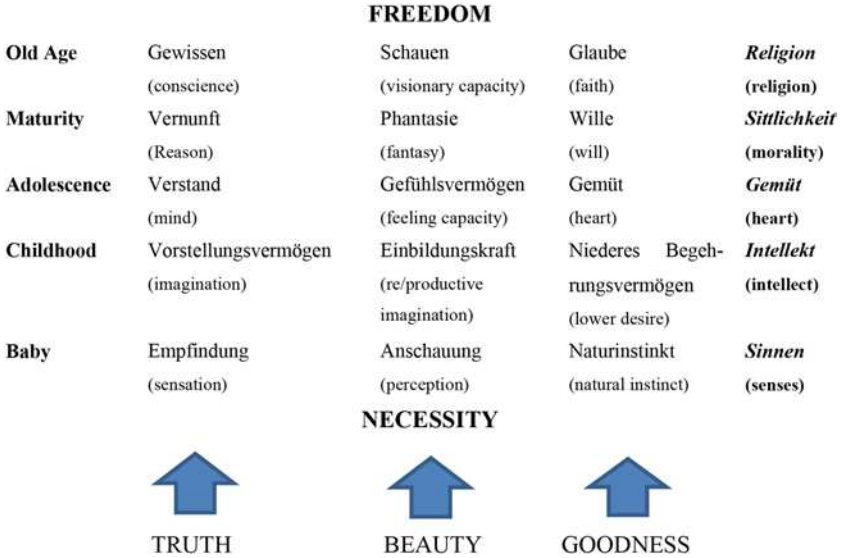 FREEDOM
Old Age Gewissen Schauen Glaube Religion
(conscience) (visionary capacity) (faith) (religion)
Maturity Vernunft Phantasie Wille Sittlichkeit
(Reason) (fantasy) (will) (morality)
Adolescence Verstand Gefühlsvermögen Gemüt Gemüt
(mind) (feeling capacity) (heart) (heart)
Childhood Vorstellungsvermögen Einbildungskraft Niederes Begeh- Intellekt
(imagination) (re/productive rungsvermögen (intellect)
imagination) (lower desire)
Baby Empfindung Anschauung Naturinstinkt Sinnen
(sensation) (perception) (natural instinct) (senses)
NECESSITY
TRUTH BEAUTY GOODNESS